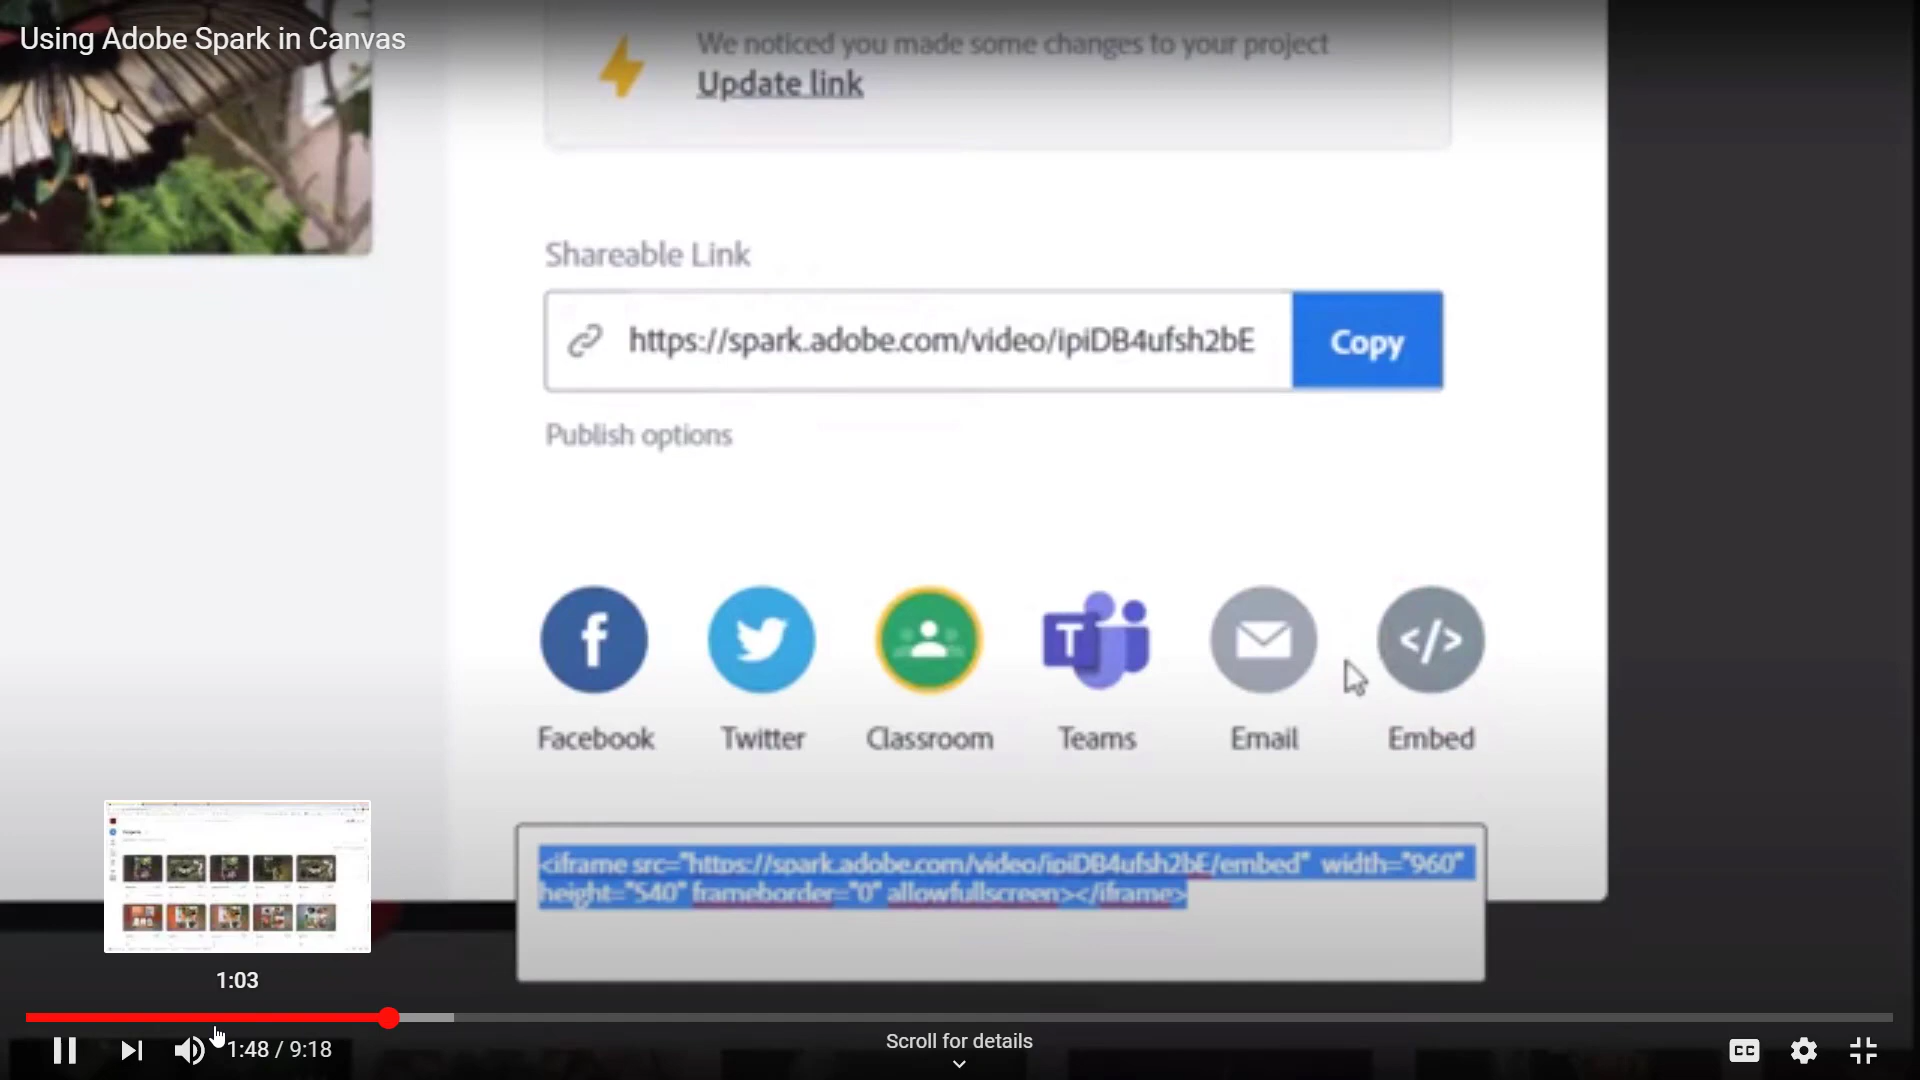 Using Adobe Spark in Canvas
We noticed you made some changes to your project
Update link
Shareable Link
https://spark.adobe.com/video/ipiDB4ufsh2bE
Copy
Publish options
Facebook
Twitter
Classroom
T
Teams
Email
</>
Embed
<iframe src="https://spark.adobe.com/video/ipiDB4ufsh2bE/embed" width="960"
height="540" frameborder="0" allowfullscreen></iframe>
1:03
1:48 / 9:18
Scroll for details
CC